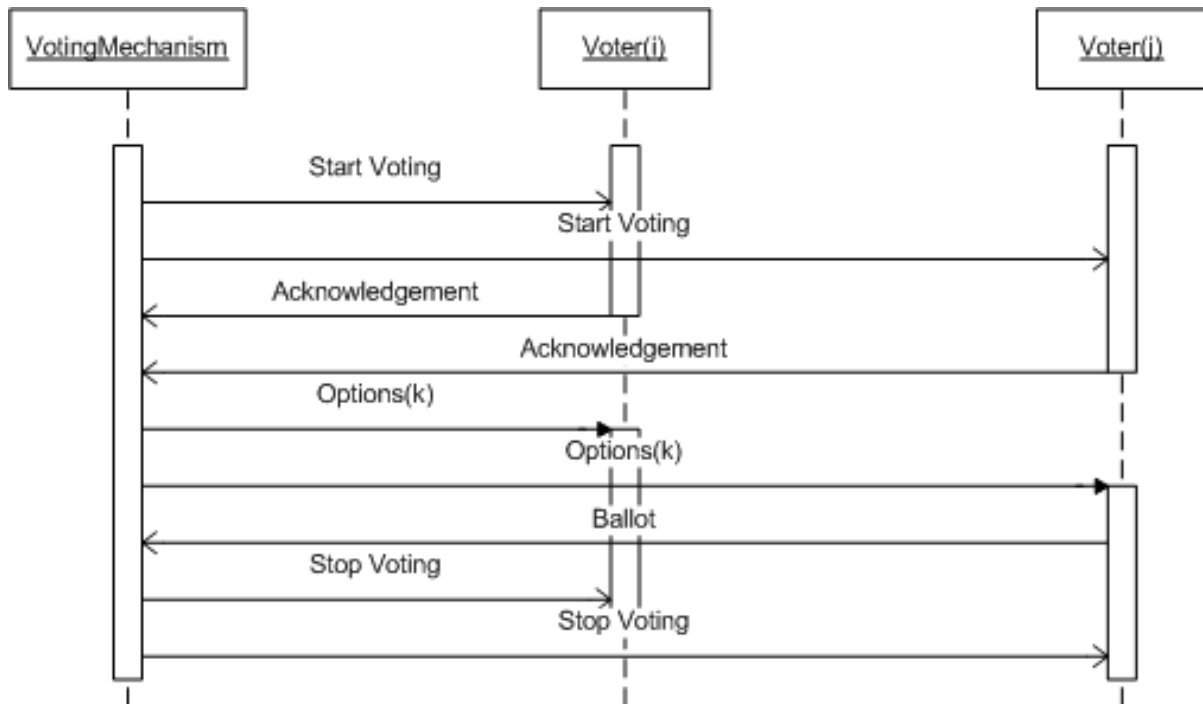 VotingMechanism
Voter(i)
Voter(j)
Start Voting
Start Voting
Acknowledgement
Acknowledgement
Options(k)
Options(k)
Ballot
Stop Voting
Stop Voting